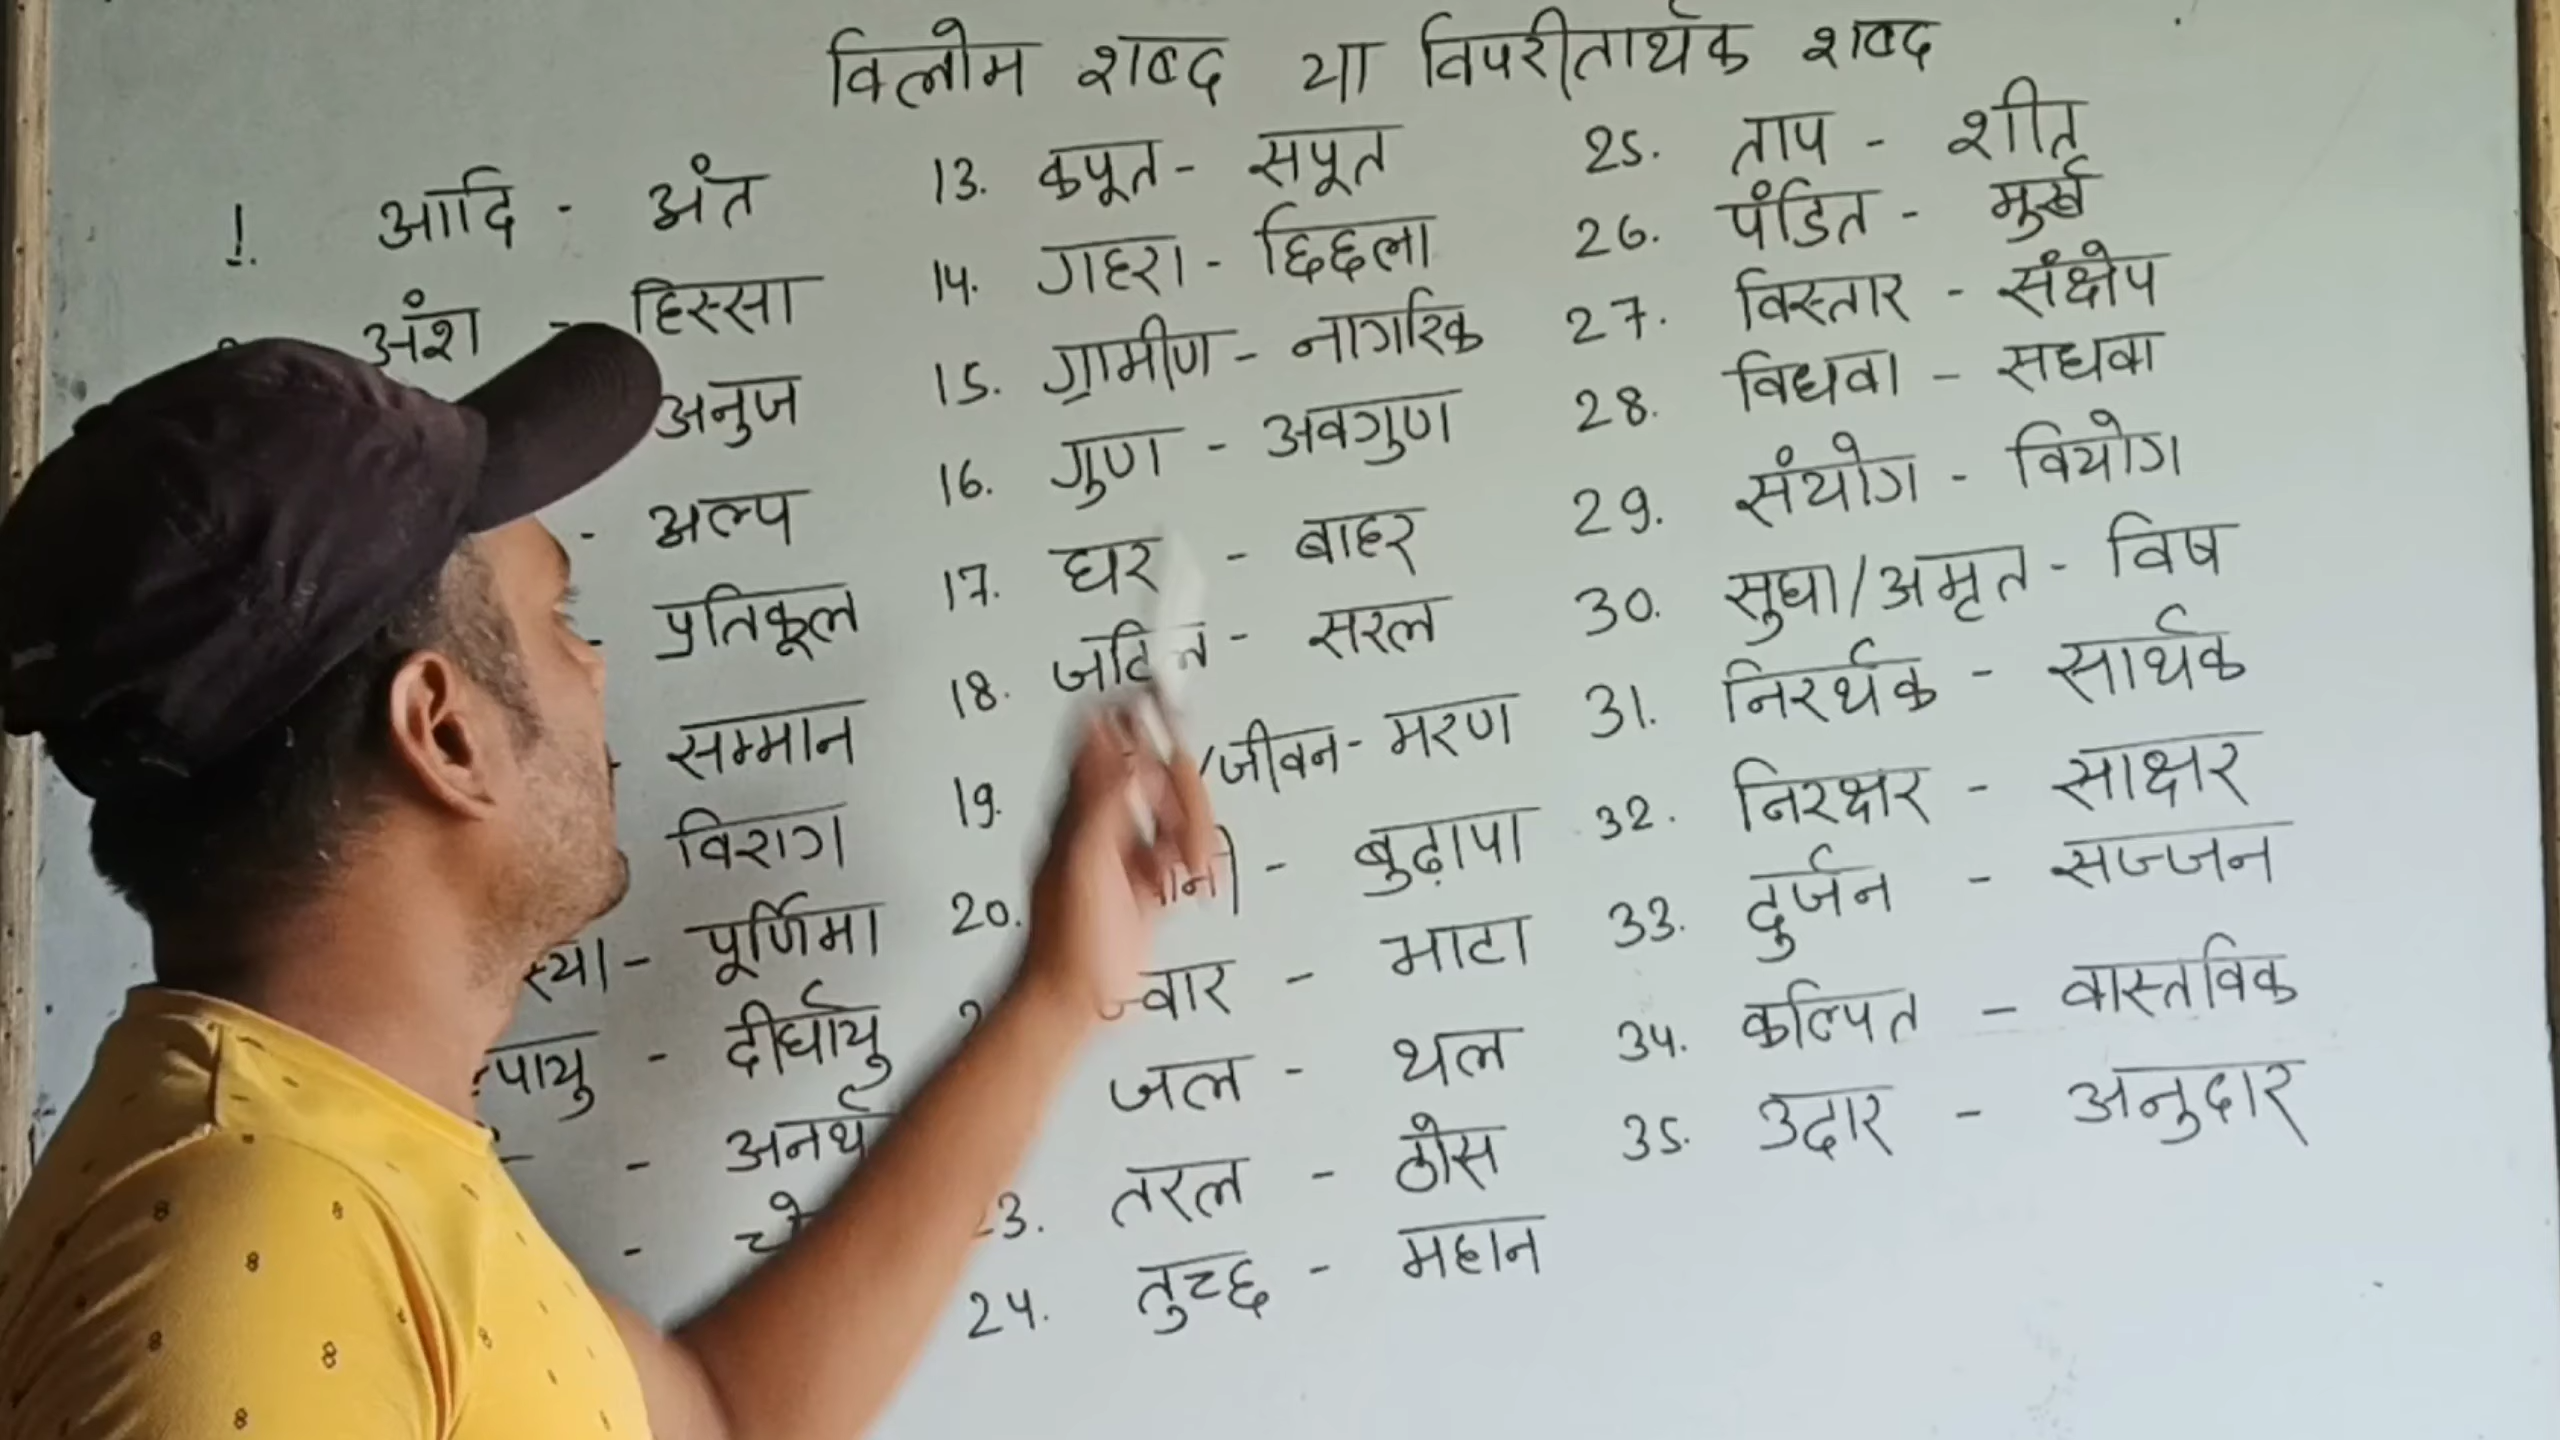 विलोम शब्द या विपरीतार्थक शब्द
1. आदि - अंत
अंश - हिस्सा
अनुज
- अल्प
- प्रतिकूल
- सम्मान
विराग
- पूर्णिमा
- दीर्घायु
- अनर्थ
-
13. कपूत - सपूत
14. गहरा - छिछला
15. ग्रामीण - नागरिक
16. गुण - अवगुण
17. घर - बाहर
18. जटिल - सरल
19. /जीवन - मरण
20. - बुढ़ापा
- भाटा
जल - थल
23. तरल - ठोस
24. तुच्छ - महान
25. ताप - शीत
26. पंडित - मुर्ख
27. विस्तार - संक्षेप
28. विधवा - सधवा
29. संयोग - वियोग
30. सुधा/अमृत - विष
31. निरर्थक - सार्थक
32. निरक्षर - साक्षर
33. दुर्जन - सज्जन
34. कल्पित - वास्तविक
35. उदार - अनुदार